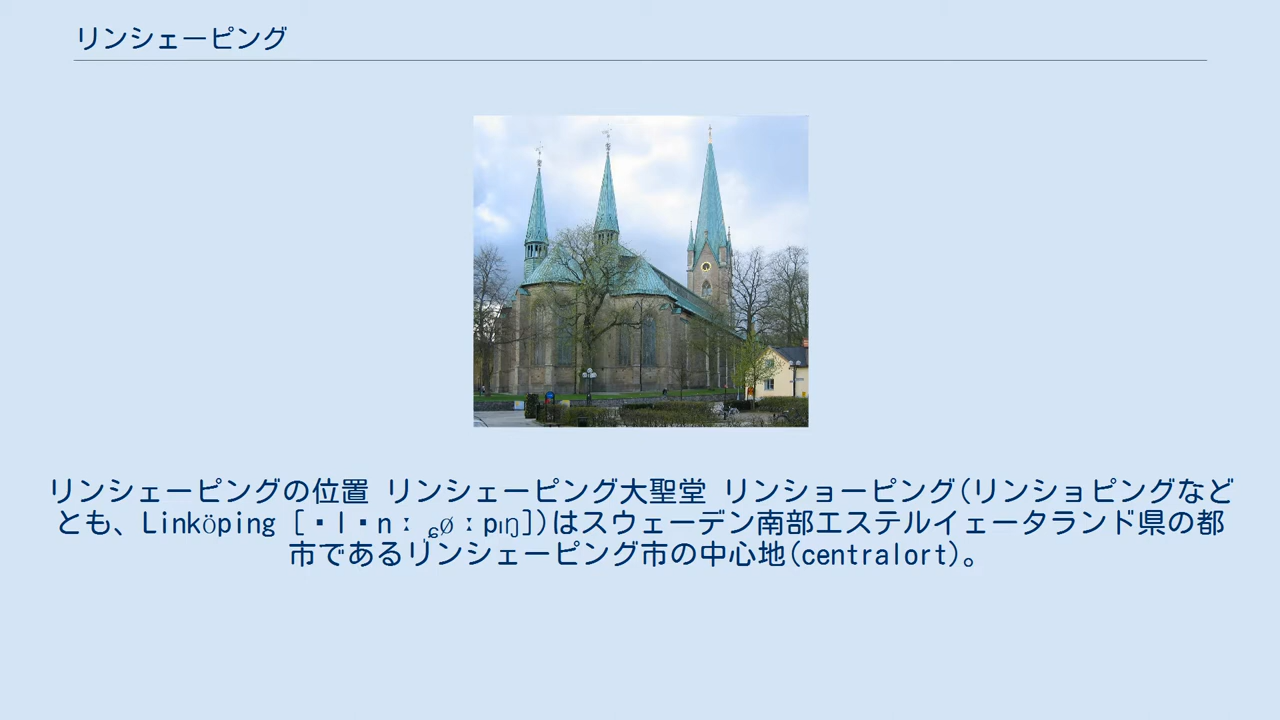 リンシェーピング
リンシェーピングの位置 リンシェーピング大聖堂 リンショーピング(リンショピングなど
とも、Linköping [ˈlɪnːˌɕøːpɪŋ])はスウェーデン南部エステルイェータランド県の都
市であるリンシェーピング市の中心地(centralort)。